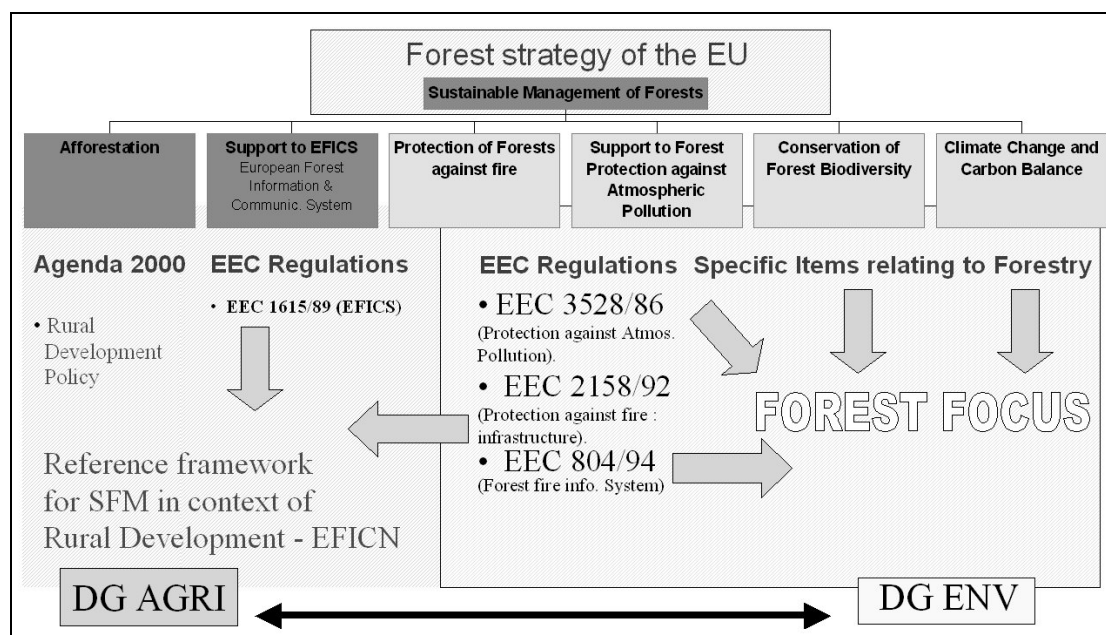 Forest strategy of the EU
Sustainable Management of Forests
Afforestation
Support to EFICS
European Forest
Information &
Communic. System
Protection of Forests
against fire
Support to Forest
Protection against
Atmospheric
Pollution
Conservation of
Forest Biodiversity
Climate Change and
Carbon Balance
Agenda 2000
• Rural
Development
Policy
EEC Regulations
• EEC 1615/89 (EFICS)
EEC Regulations
• EEC 3528/86
(Protection against Atmos.
Pollution).
• EEC 2158/92
(Protection against fire :
infrastructure).
• EEC 804/94
(Forest fire info. System)
Specific Items relating to Forestry
FOREST FOCUS
Reference framework
for SFM in context of
Rural Development - EFICN
DG AGRI
DG ENV